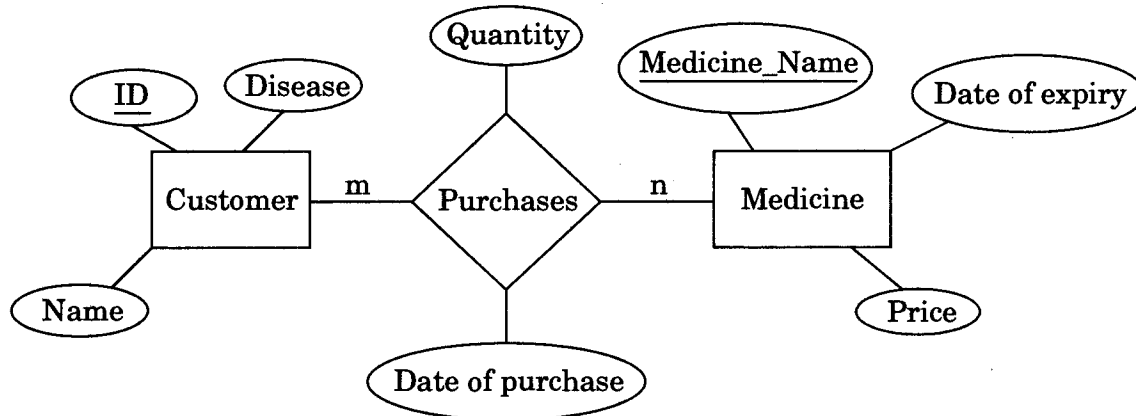 Quantity
Medicine_Name
ID
Disease
Date of expiry
Customer
m
Purchases
n
Medicine
Name
Price
Date of purchase